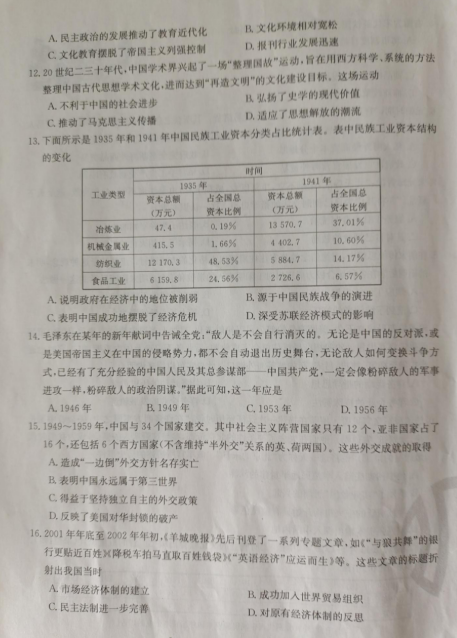 A. 民主政治的发展推动了教育近代化 B. 文化环境相对宽松
C. 文化教育摆脱了帝国主义列强控制 D. 报刊行业发展迅速
12. 20世纪二三十年代，中国学术界兴起了一场“整理国故”运动，旨在用西方科学、系统的方法
整理中国古代思想学术文化，进而达到“再造文明”的文化建设目标。这场运动
A. 不利于中国的社会进步 B. 弘扬了史学的现代价值
C. 推动了马克思主义传播 D. 适应了思想解放的潮流
13. 下面所示是1935年和1941年中国民族工业资本分类占比统计表。表中民族工业资本结构
的变化
工业类型 时间
1935年 1941年
资本总额（万元） 占全国总资本比例 资本总额（万元） 占全国总资本比例
冶炼业 47.4 0.19% 13 570.7 37.01%
机械金属业 415.5 1.66% 4 402.7 10.60%
纺织业 12 170.3 48.53% 5 884.7 14.17%
食品工业 6 159.8 24.56% 2 726.6 6.57%
A. 说明政府在经济中的地位被削弱 B. 源于中国民族战争的演进
C. 表明中国成功地摆脱了经济危机 D. 深受苏联经济模式的影响
14. 毛泽东在某年的新年献词中告诫全党：“敌人是不会自行消灭的。无论是中国的反对派，或
是美国帝国主义在中国的侵略势力，都不会自动退出历史舞台，无论敌人如何变换斗争方
式，已经有了充分经验的中国人民及其总参谋部——中国共产党，一定会像粉碎敌人的军事
进攻一样，粉碎敌人的政治阴谋。”据此可知，这一年应是
A. 1946年 B. 1949年 C. 1953年 D. 1956年
15. 1949～1959年，中国与34个国家建交。其中社会主义阵营国家只有12个，亚非国家占了
16个，还包括6个西方国家（不含维持“半外交”关系的英、荷两国）。这些外交成就的取得
A. 造成“一边倒”外交方针名存实亡
B. 表明中国永远属于第三世界
C. 得益于坚持独立自主的外交政策
D. 反映了美国对华封锁的破产
16. 2001年年底至2002年年初，《羊城晚报》先后刊登了一系列专题文章，如《“与狼共舞”的银
行更贴近百姓》《降税车拍马直取百姓钱袋》《“英语经济”应运而生》等。这些文章的标题折
射出我国当时
A. 市场经济体制的建立 B. 成功加入世界贸易组织
C. 民主法制进一步完善 D. 对原有经济体制的反思